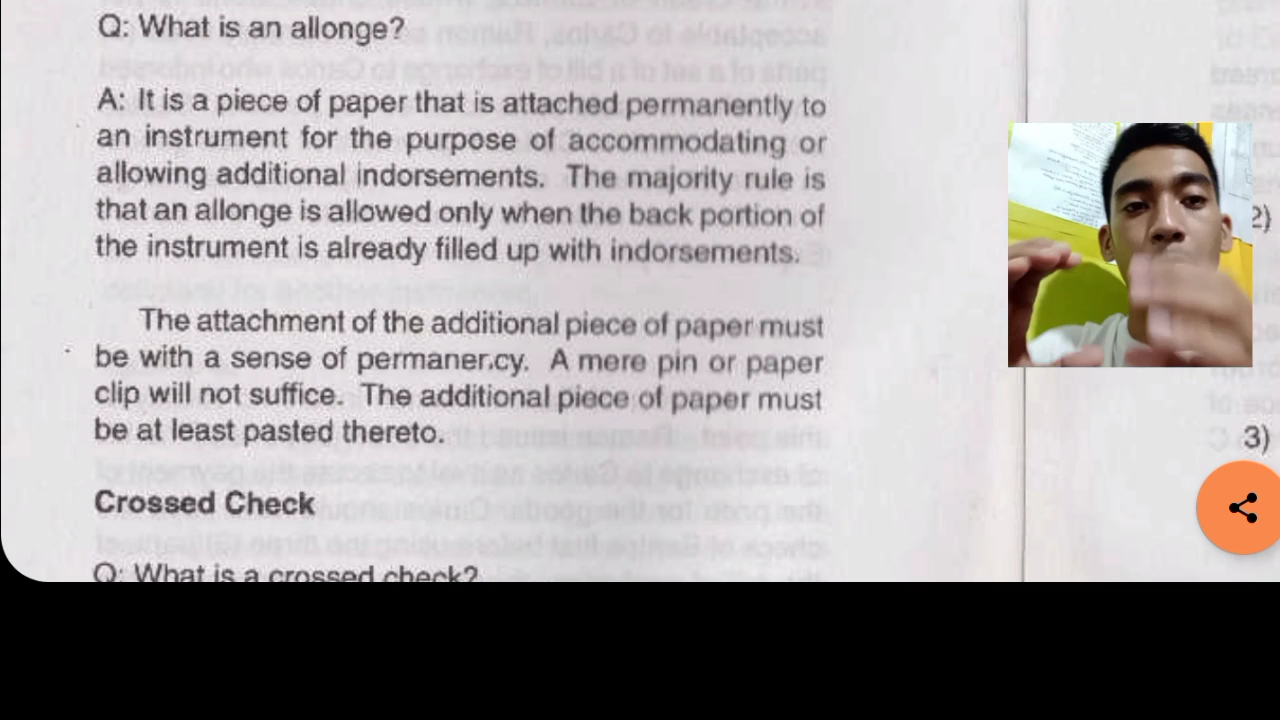 Q: What is an allonge?
A: It is a piece of paper that is attached permanently to
an instrument for the purpose of accommodating or
allowing additional indorsements. The majority rule is
that an allonge is allowed only when the back portion of
the instrument is already filled up with indorsements.
The attachment of the additional piece of paper must
be with a sense of permaner.cy. A mere pin or paper
clip will not suffice. The additional piece of paper must
be at least pasted thereto.
Crossed Check
Q: What is a crossed check?
2)
3)